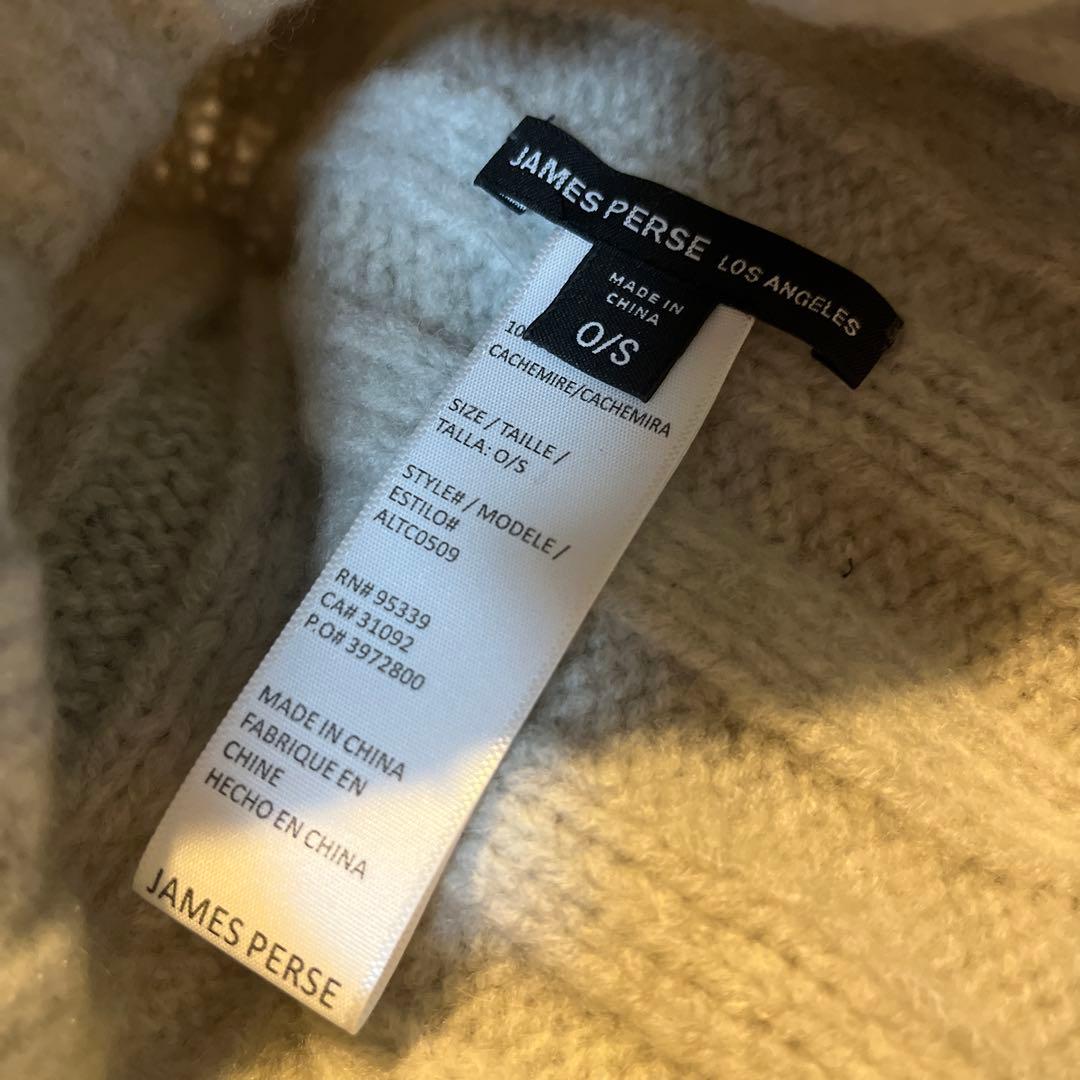 JAMES PERSE LOS ANGELES
MADE IN
CHINA
O/S
CACHEMIRE/CACHEMIRA
SIZE / TAILLE /
TALLA: O/S
STYLE# / MODELE /
ESTILO#
ALTC0509
RN# 95339
CA# 31092
P.O# 3972800
MADE IN CHINA
FABRIQUE EN
CHINE
HECHO EN CHINA
JAMES PERSE